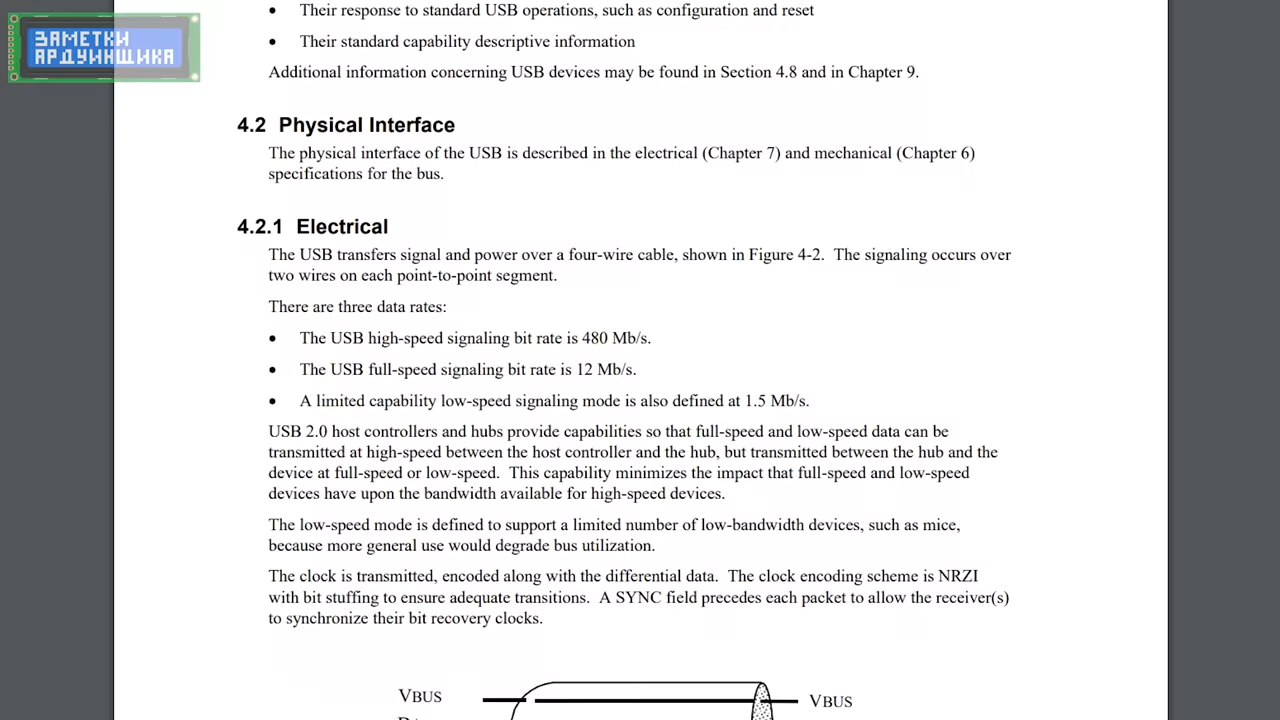 ЗАМЕТКИ
АРДУИНЩИКА
• Their response to standard USB operations, such as configuration and reset
• Their standard capability descriptive information
Additional information concerning USB devices may be found in Section 4.8 and in Chapter 9.
4.2 Physical Interface
The physical interface of the USB is described in the electrical (Chapter 7) and mechanical (Chapter 6)
specifications for the bus.
4.2.1 Electrical
The USB transfers signal and power over a four-wire cable, shown in Figure 4-2. The signaling occurs over
two wires on each point-to-point segment.
There are three data rates:
• The USB high-speed signaling bit rate is 480 Mb/s.
• The USB full-speed signaling bit rate is 12 Mb/s.
• A limited capability low-speed signaling mode is also defined at 1.5 Mb/s.
USB 2.0 host controllers and hubs provide capabilities so that full-speed and low-speed data can be
transmitted at high-speed between the host controller and the hub, but transmitted between the hub and the
device at full-speed or low-speed. This capability minimizes the impact that full-speed and low-speed
devices have upon the bandwidth available for high-speed devices.
The low-speed mode is defined to support a limited number of low-bandwidth devices, such as mice,
because more general use would degrade bus utilization.
The clock is transmitted, encoded along with the differential data. The clock encoding scheme is NRZI
with bit stuffing to ensure adequate transitions. A SYNC field precedes each packet to allow the receiver(s)
to synchronize their bit recovery clocks.
VBUS VBUS